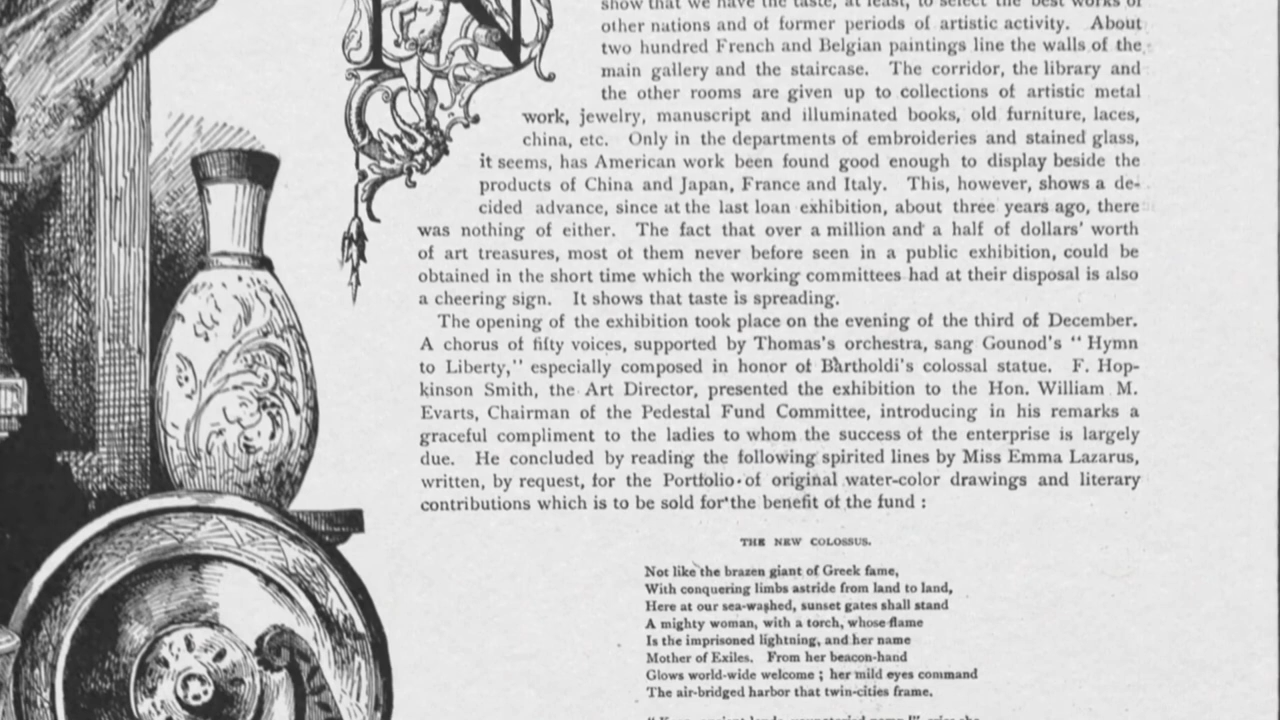 show that we have the taste, at least, to select the best works of
other nations and of former periods of artistic activity. About
two hundred French and Belgian paintings line the walls of the
main gallery and the staircase. The corridor, the library and
the other rooms are given up to collections of artistic metal
work, jewelry, manuscript and illuminated books, old furniture, laces,
china, etc. Only in the departments of embroideries and stained glass,
it seems, has American work been found good enough to display beside the
products of China and Japan, France and Italy. This, however, shows a de-
cided advance, since at the last loan exhibition, about three years ago, there
was nothing of either. The fact that over a million and a half of dollars' worth
of art treasures, most of them never before seen in a public exhibition, could be
obtained in the short time which the working committees had at their disposal is also
a cheering sign. It shows that taste is spreading.
The opening of the exhibition took place on the evening of the third of December.
A chorus of fifty voices, supported by Thomas's orchestra, sang Gounod's "Hymn
to Liberty," especially composed in honor of Bartholdi's colossal statue. F. Hop-
kinson Smith, the Art Director, presented the exhibition to the Hon. William M.
Evarts, Chairman of the Pedestal Fund Committee, introducing in his remarks a
graceful compliment to the ladies to whom the success of the enterprise is largely
due. He concluded by reading the following spirited lines by Miss Emma Lazarus,
written, by request, for the Portfolio of original water-color drawings and literary
contributions which is to be sold for the benefit of the fund :
THE NEW COLOSSUS.
Not like the brazen giant of Greek fame,
With conquering limbs astride from land to land,
Here at our sea-washed, sunset gates shall stand
A mighty woman, with a torch, whose flame
Is the imprisoned lightning, and her name
Mother of Exiles. From her beacon-hand
Glows world-wide welcome ; her mild eyes command
The air-bridged harbor that twin-cities frame.